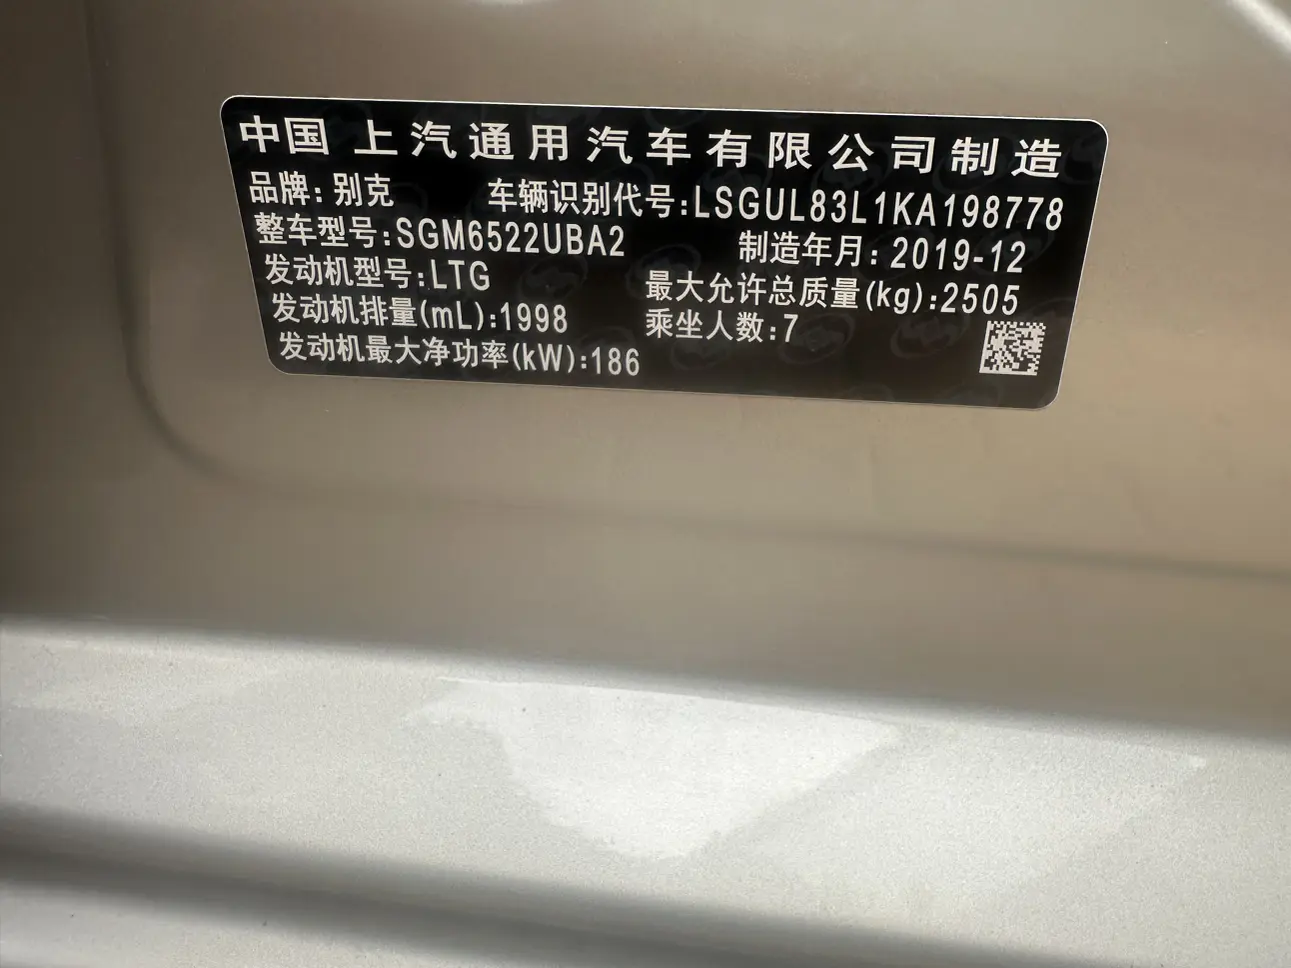 中国 上汽通用汽车有限公司制造
品牌: 别克 车辆识别代号:LSGUL83L1KA198778
整车型号:SGM6522UBA2 制造年月: 2019-12
发动机型号:LTG 最大允许总质量(kg):2505
发动机排量(mL):1998 乘坐人数:7
发动机最大净功率(kW):186